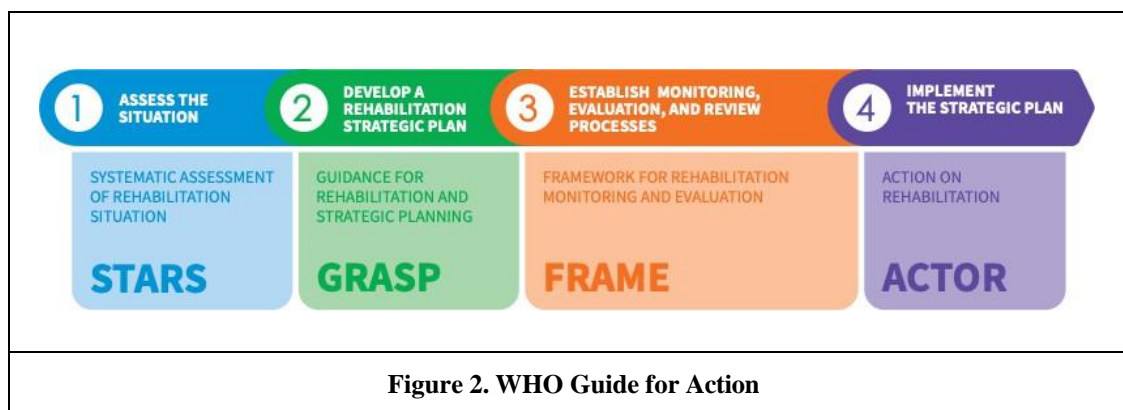 1
ASSESS THE
SITUATION
2
DEVELOP A
REHABILITATION
STRATEGIC PLAN
3
ESTABLISH MONITORING,
EVALUATION, AND REVIEW
PROCESSES
4
IMPLEMENT
THE STRATEGIC PLAN
SYSTEMATIC ASSESSMENT
OF REHABILITATION
SITUATION
STARS
GUIDANCE FOR
REHABILITATION AND
STRATEGIC PLANNING
GRASP
FRAMEWORK FOR REHABILITATION
MONITORING AND EVALUATION
FRAME
ACTION ON
REHABILITATION
ACTOR
Figure 2. WHO Guide for Action